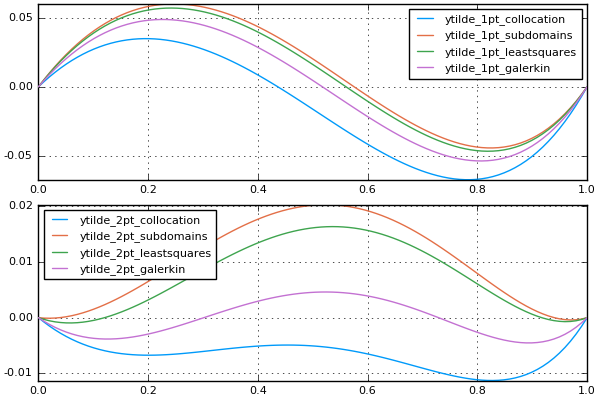 0.05
0.00
-0.05
ytilde_1pt_collocation
ytilde_1pt_subdomains
ytilde_1pt_leastsquares
ytilde_1pt_galerkin
0.0 0.2 0.4 0.6 0.8 1.0
0.02
0.01
0.00
-0.01
ytilde_2pt_collocation
ytilde_2pt_subdomains
ytilde_2pt_leastsquares
ytilde_2pt_galerkin
0.0 0.2 0.4 0.6 0.8 1.0